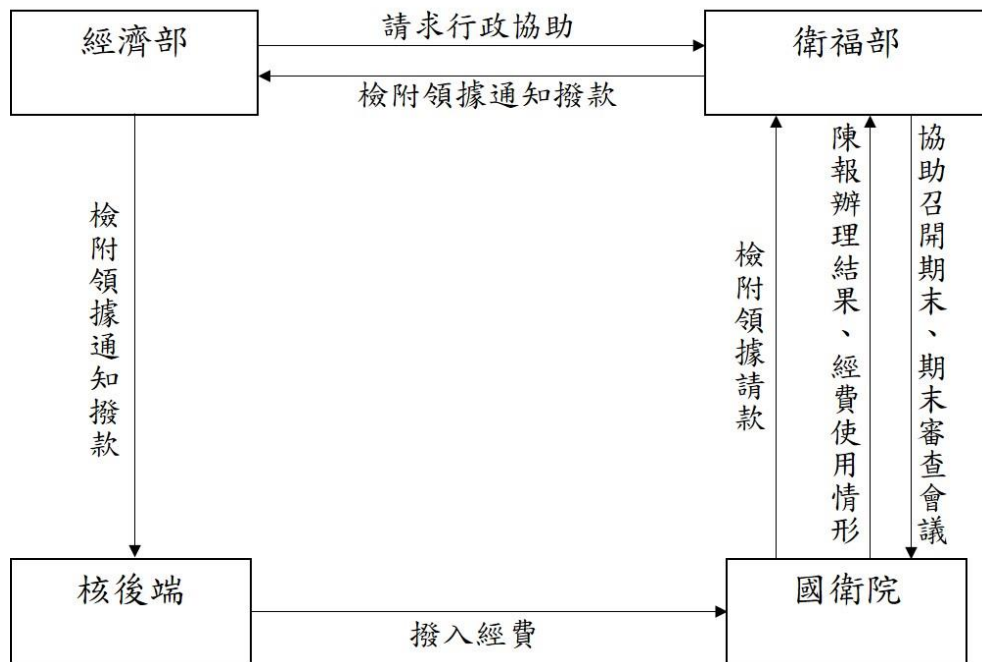 經濟部
請求行政協助
衛福部
檢附領據通知撥款
檢附領據通知撥款
檢附領據請款
陳報辦理結果、經費使用情形
協助召開期末、期末審查會議
核後端
撥入經費
國衛院